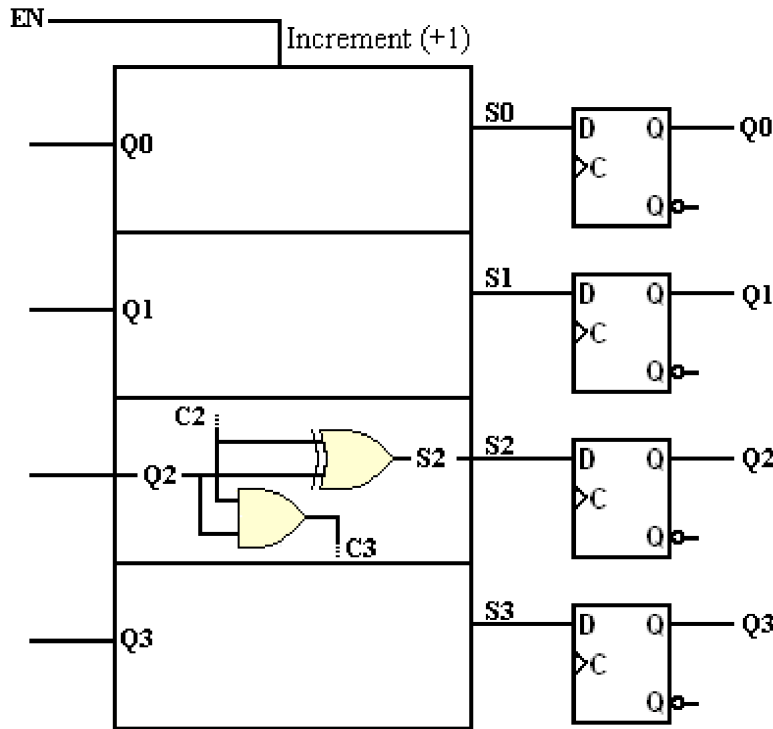 EN
Increment (+1)
Q0
S0
D Q
C
Q
Q0
Q1
S1
D Q
C
Q
Q1
C2
Q2
S2
S2
C3
D Q
C
Q
Q2
Q3
S3
D Q
C
Q
Q3